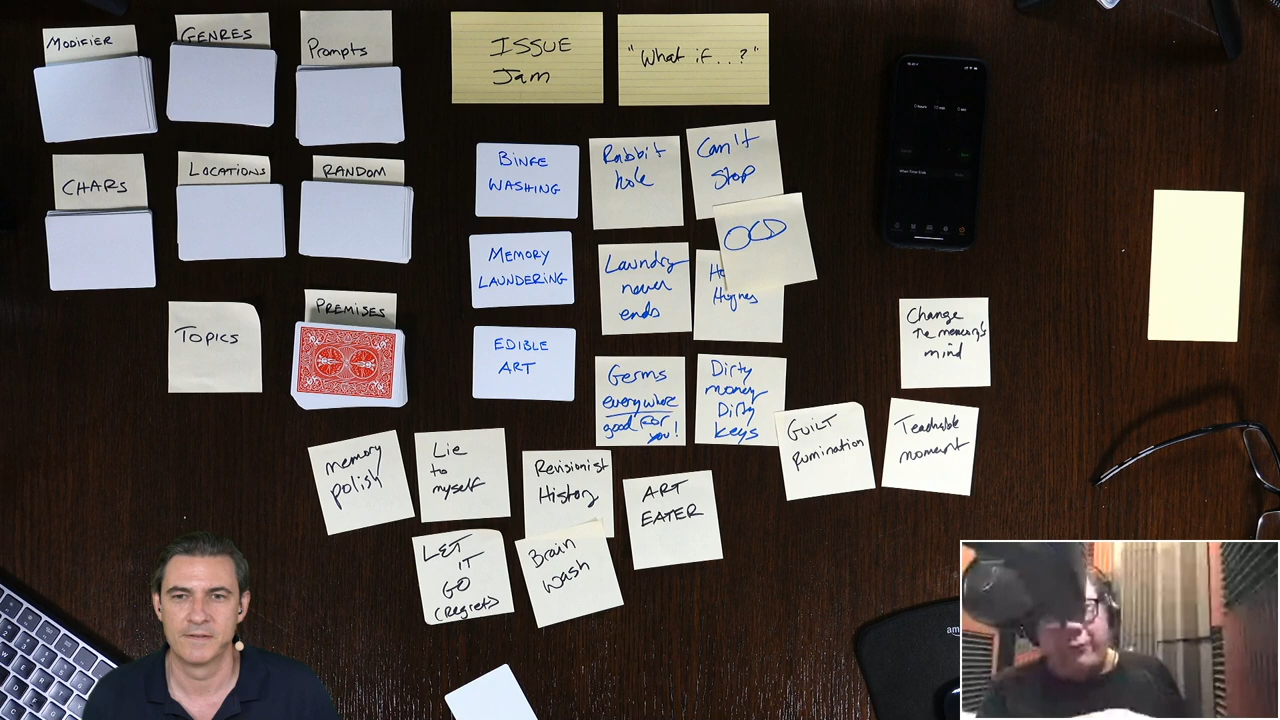 MODIFIER
GENRES
Prompts
ISSUE
Jam
"What if..?"
CHARS
LOCATIONS
RANDOM
BINGE
WASHING
Rabbit
hole
Can't
Stop
OCD
MEMORY
LAUNDERING
Laundry
never
ends
Hughes
TOPICS
PREMISES
EDIBLE
ART
Germs
everywhere
good for
you!
Dirty
money
Dirty
keys
Change
the memory's
mind
GUILT
Rumination
Teachable
moment
memory
polish
Lie
to
myself
Revisionist
History
ART
EATER
LET
IT
GO
(regrets)
Brain
wash